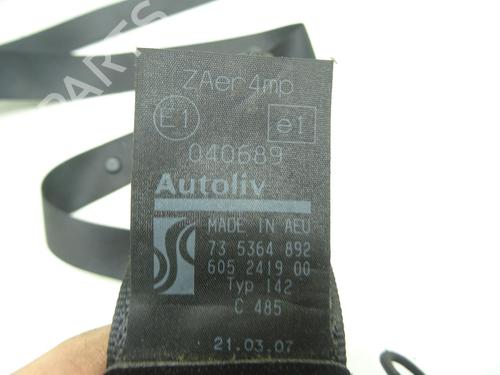 ZAer4mp
E1 e1
040689
Autoliv
MADE IN AEU
73 5364 892
605 2419 00
Typ 142
C 485
21.03.07